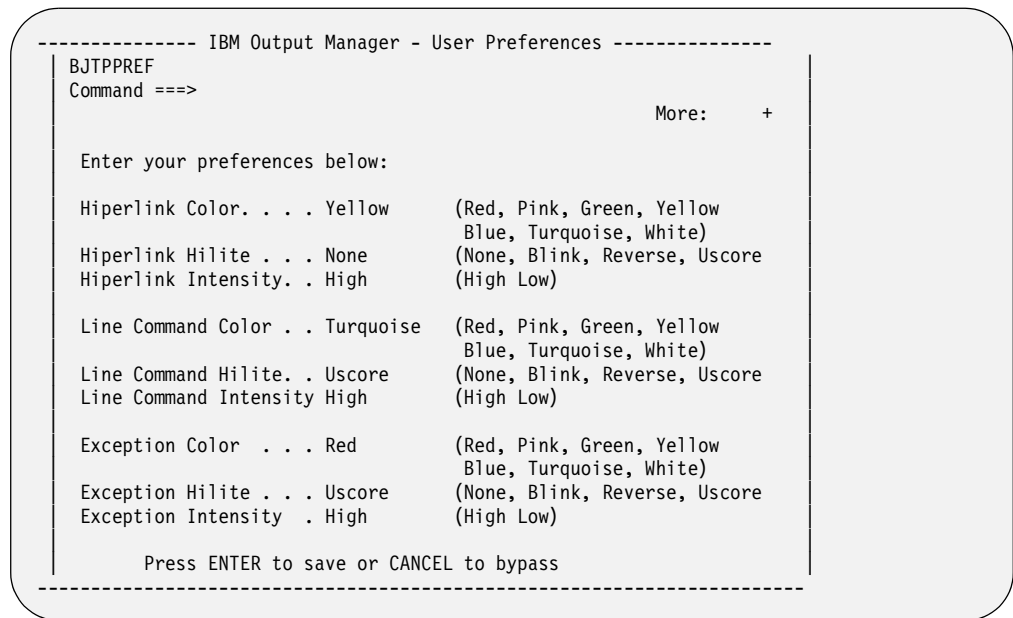 --------------- IBM Output Manager - User Preferences ---------------
BJTPPREF
Command ===>
More: +
Enter your preferences below:
Hiperlink Color. . . . Yellow (Red, Pink, Green, Yellow
Blue, Turquoise, White)
Hiperlink Hilite . . . None (None, Blink, Reverse, Uscore
Hiperlink Intensity. . High (High Low)
Line Command Color . . Turquoise (Red, Pink, Green, Yellow
Blue, Turquoise, White)
Line Command Hilite. . Uscore (None, Blink, Reverse, Uscore
Line Command Intensity High (High Low)
Exception Color . . . Red (Red, Pink, Green, Yellow
Blue, Turquoise, White)
Exception Hilite . . . Uscore (None, Blink, Reverse, Uscore
Exception Intensity . High (High Low)
Press ENTER to save or CANCEL to bypass